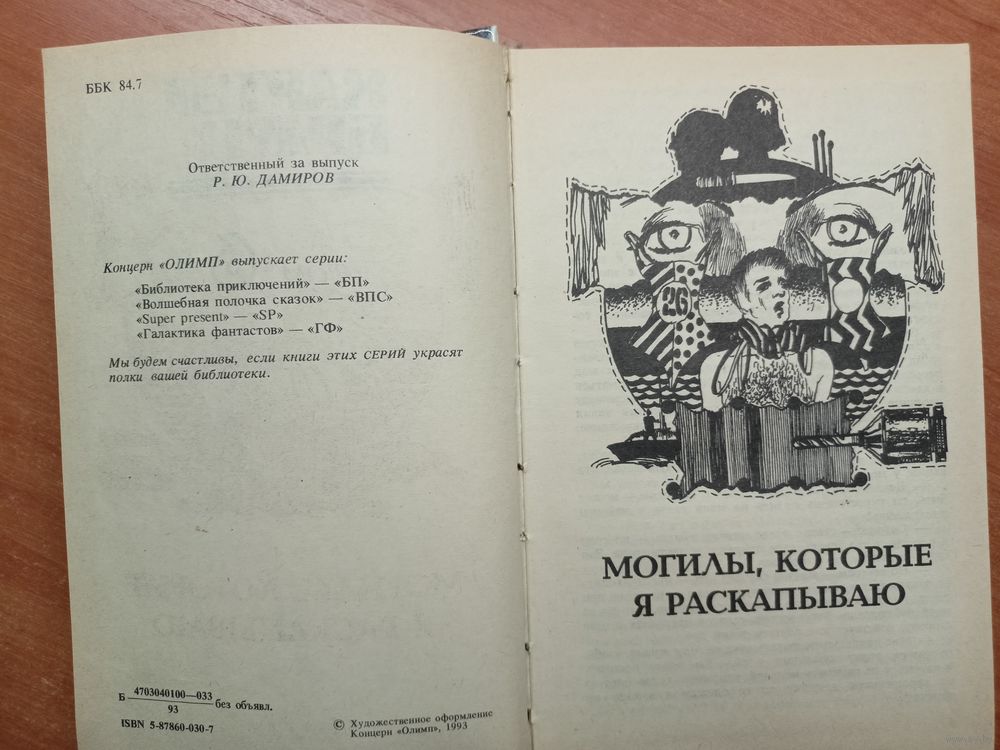 ББК 84.7
Ответственный за выпуск
Р. Ю. ДАМИРОВ
Концерн «ОЛИМП» выпускает серии:
«Библиотека приключений» — «БП»
«Волшебная полочка сказок» — «ВПС»
«Super present» — «SP»
«Галактика фантастов» — «ГФ»
Мы будем счастливы, если книги этих СЕРИЙ украсят
полки вашей библиотеки.
Б 4703040100—033
93 без объявл.
ISBN 5-87860-030-7
© Художественное оформление
Концерн «Олимп», 1993
26
МОГИЛЫ, КОТОРЫЕ
Я РАСКАПЫВАЮ